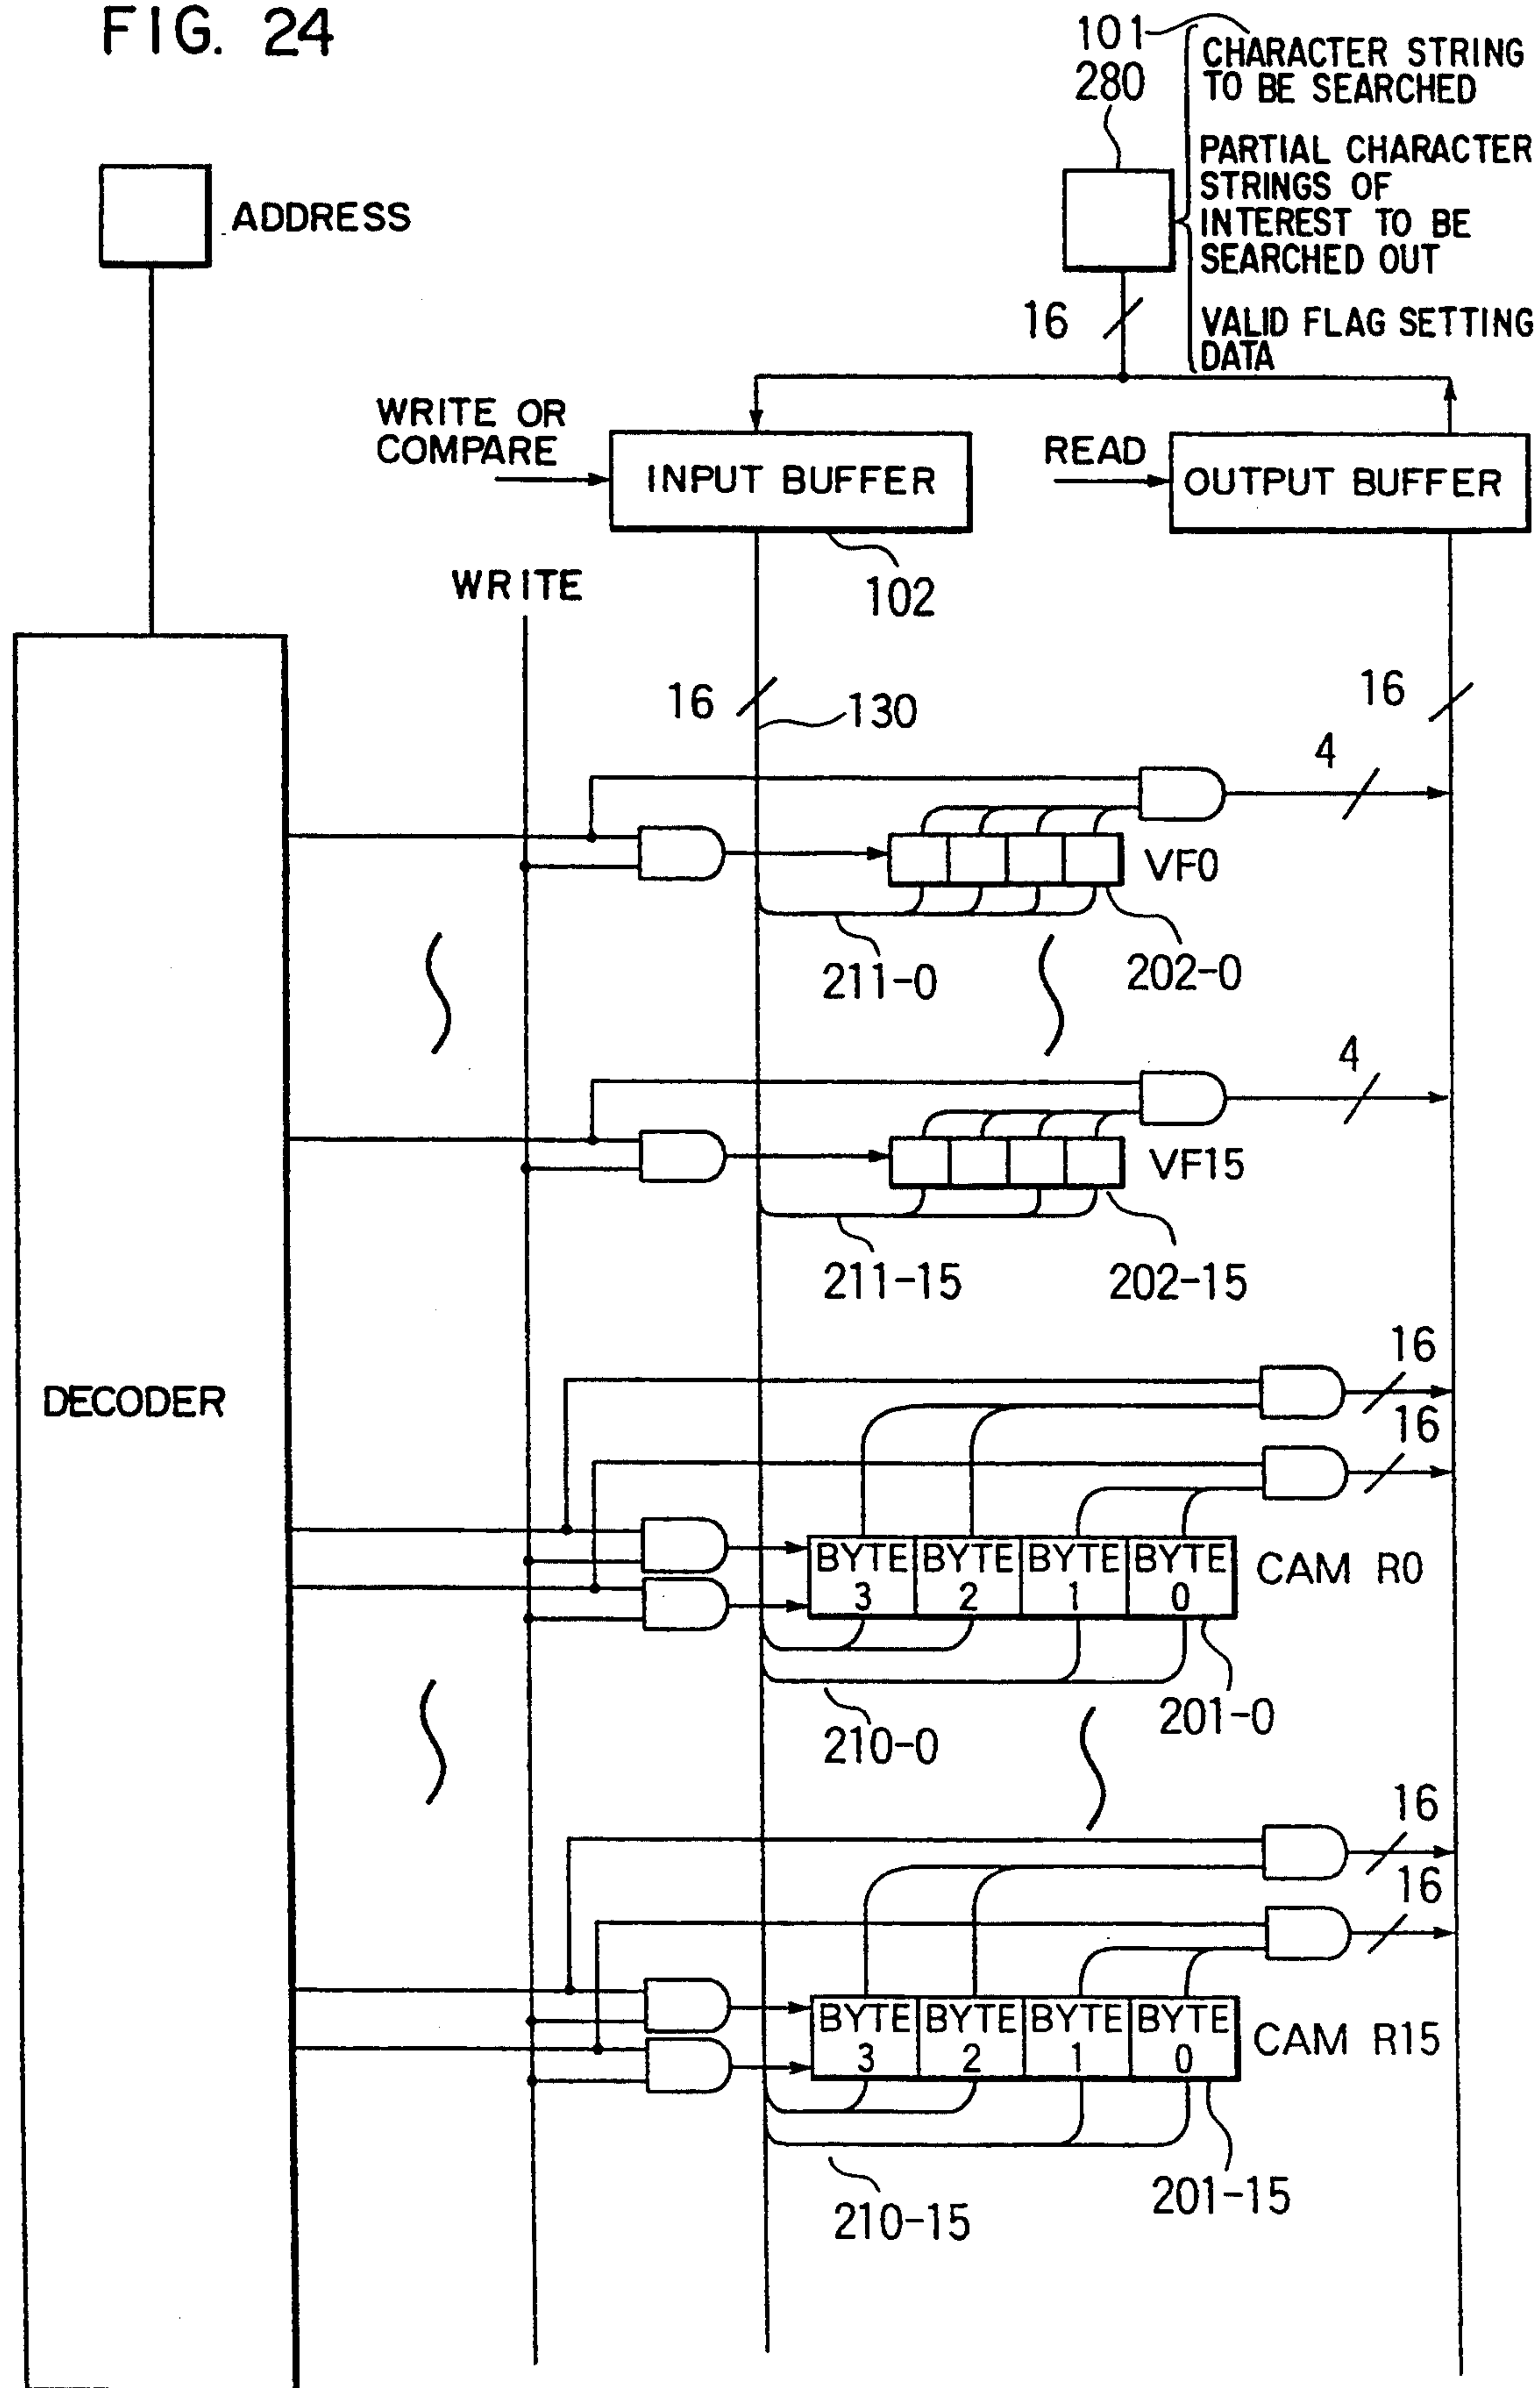 FIG. 24
101
280
CHARACTER STRING
TO BE SEARCHED
PARTIAL CHARACTER
STRINGS OF
INTEREST TO BE
SEARCHED OUT
VALID FLAG SETTING
DATA
ADDRESS
16
WRITE OR
COMPARE
INPUT BUFFER
READ
OUTPUT BUFFER
102
WRITE
16
130
16
4
VF0
211-0
202-0
4
VF15
211-15
202-15
DECODER
16
16
BYTE 3
BYTE 2
BYTE 1
BYTE 0
CAM R0
201-0
210-0
16
16
BYTE 3
BYTE 2
BYTE 1
BYTE 0
CAM R15
201-15
210-15